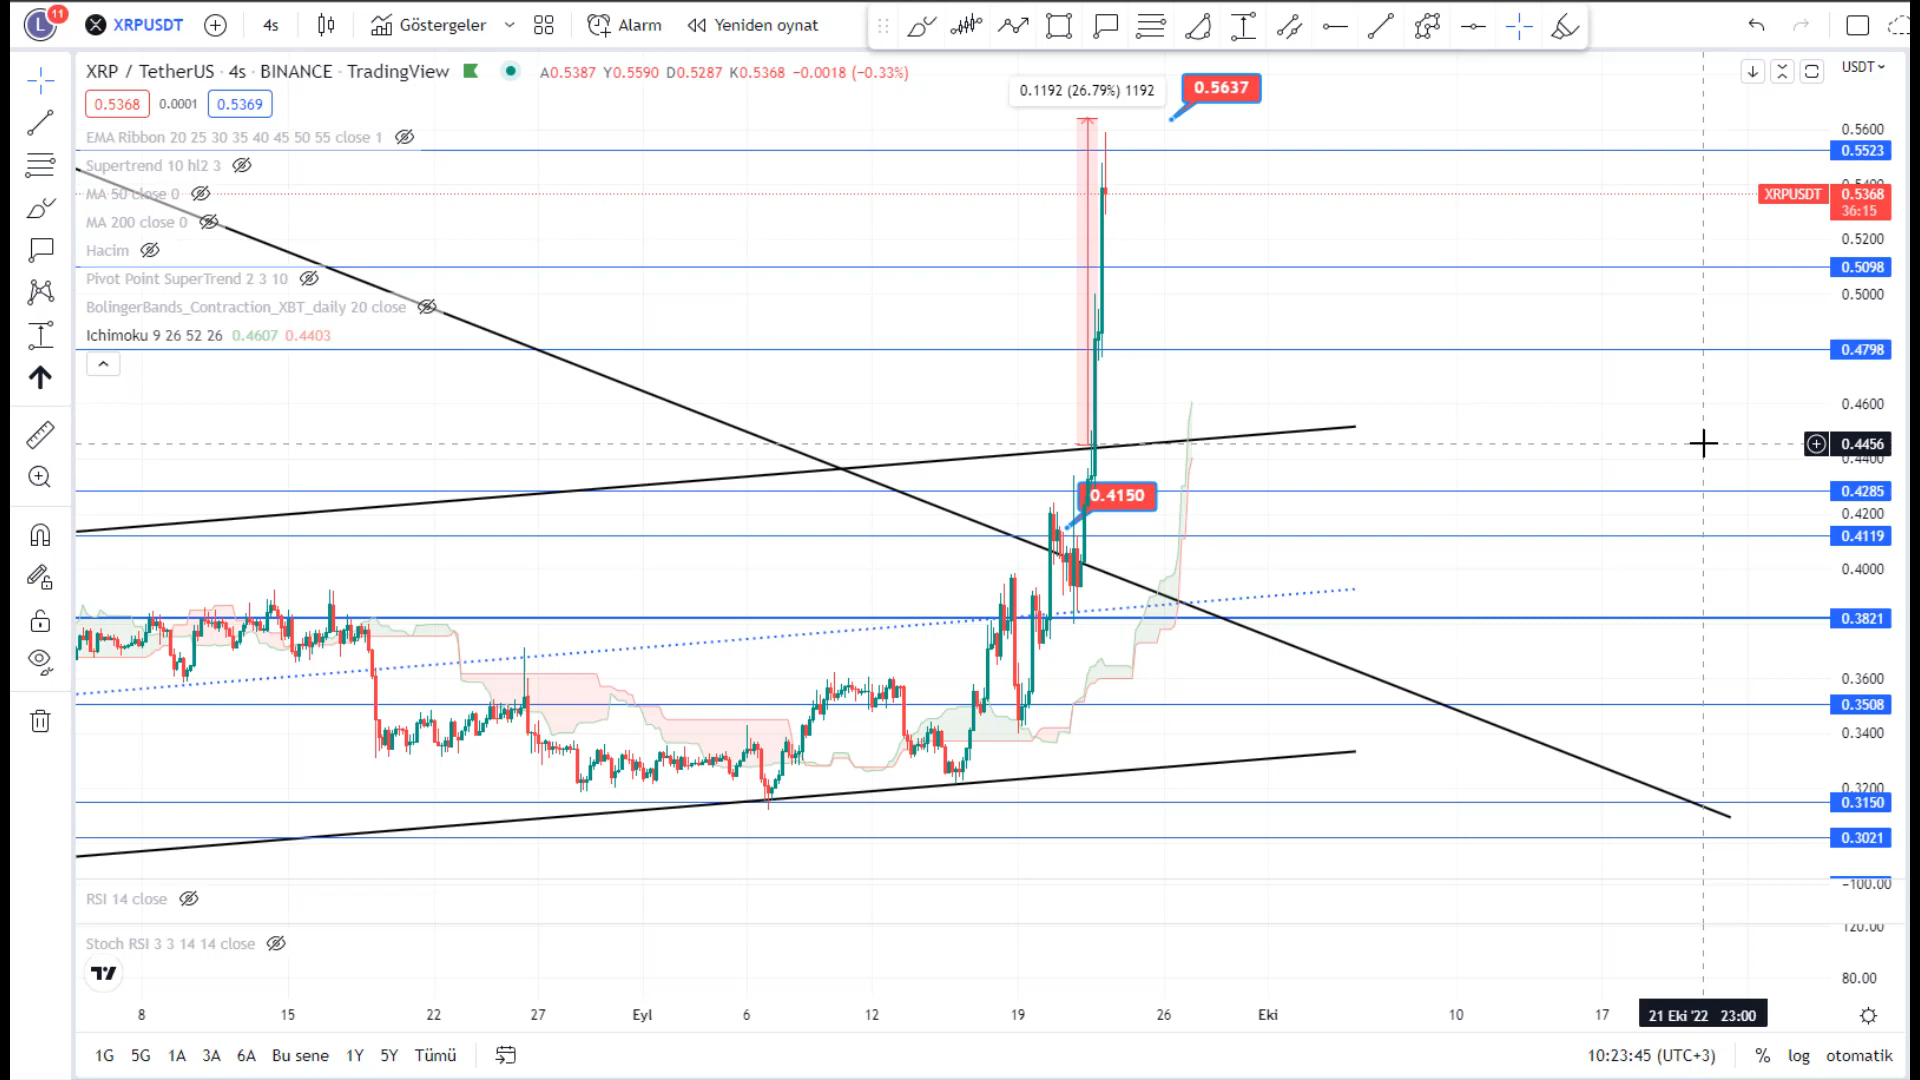 L
11
XRPUSDT
4s
Göstergeler
Alarm
Yeniden oynat
XRP / TetherUS · 4s · BINANCE · TradingView
A0.5387 Y0.5590 D0.5287 K0.5368 −0.0018 (−0.33%)
0.5368
0.0001
0.5369
EMA Ribbon 20 25 30 35 40 45 50 55 close 1
Supertrend 10 hl2 3
MA 50 close 0
MA 200 close 0
Hacim
Pivot Point SuperTrend 2 3 10
BolingerBands_Contraction_XBT_daily 20 close
Ichimoku 9 26 52 26 0.4607 0.4403
0.1192 (26.79%) 1192
0.5637
0.4150
USDT
0.5600
0.5523
0.5400
XRPUSDT
0.5368
36:15
0.5200
0.5098
0.5000
0.4798
0.4600
0.4456
0.4400
0.4285
0.4200
0.4119
0.4000
0.3821
0.3600
0.3508
0.3400
0.3200
0.3150
0.3021
−100.00
120.00
80.00
RSI 14 close
Stoch RSI 3 3 14 14 close
8
15
22
27
Eyl
6
12
19
26
Eki
10
17
21 Eki '22 23:00
1G
5G
1A
3A
6A
Bu sene
1Y
5Y
Tümü
10:23:45 (UTC+3)
%
log
otomatik